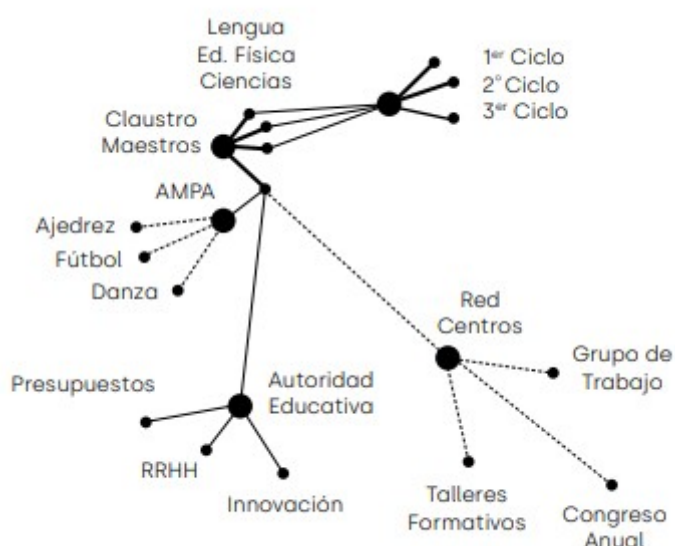 Lengua
Ed. Física
Ciencias
1er Ciclo
2° Ciclo
3er Ciclo
Claustro
Maestros
AMPA
Ajedrez
Fútbol
Danza
Red
Centros
Grupo de
Trabajo
Presupuestos
Autoridad
Educativa
RRHH
Innovación
Talleres
Formativos
Congreso
Anual